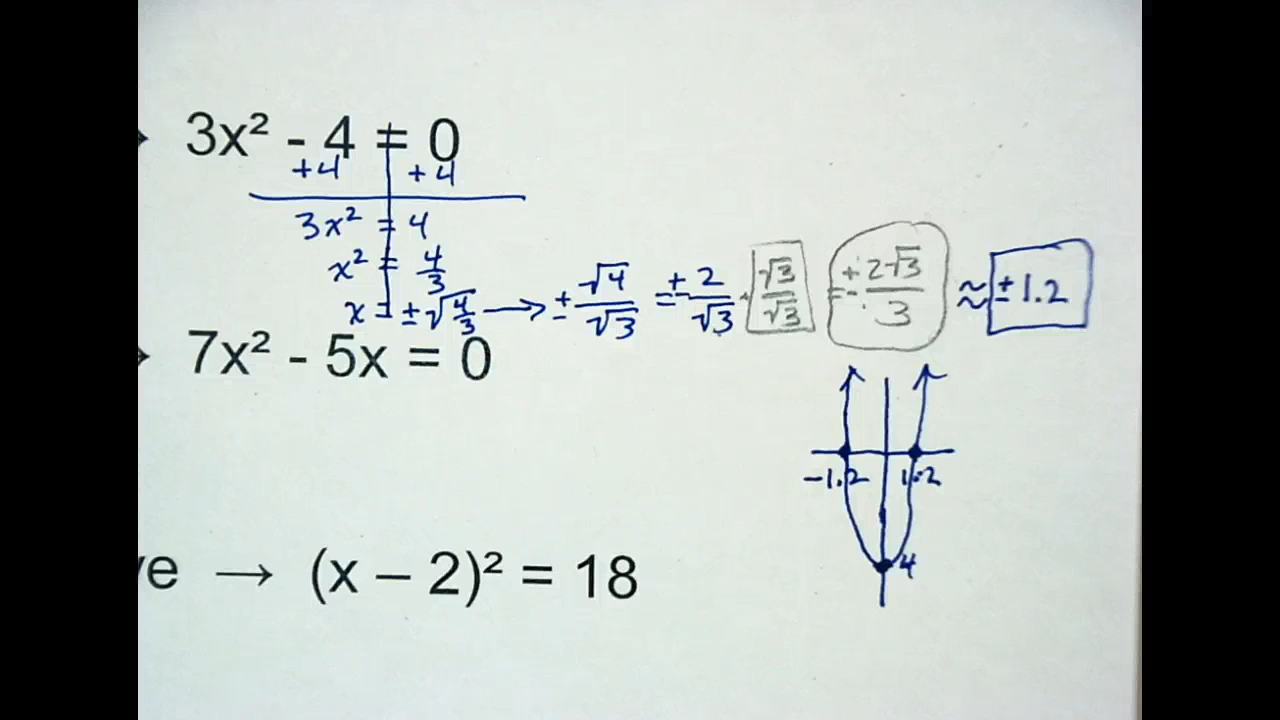 3x² - 4 = 0
+4 +4
3x² = 4
x² = 4/3
x = ±√(4/3) → ±√4/√3 = ±2/√3 · √3/√3 = ±2√3/3 ≈ ±1.2
7x² - 5x = 0
-1.2 1.2
-4
ve → (x – 2)² = 18